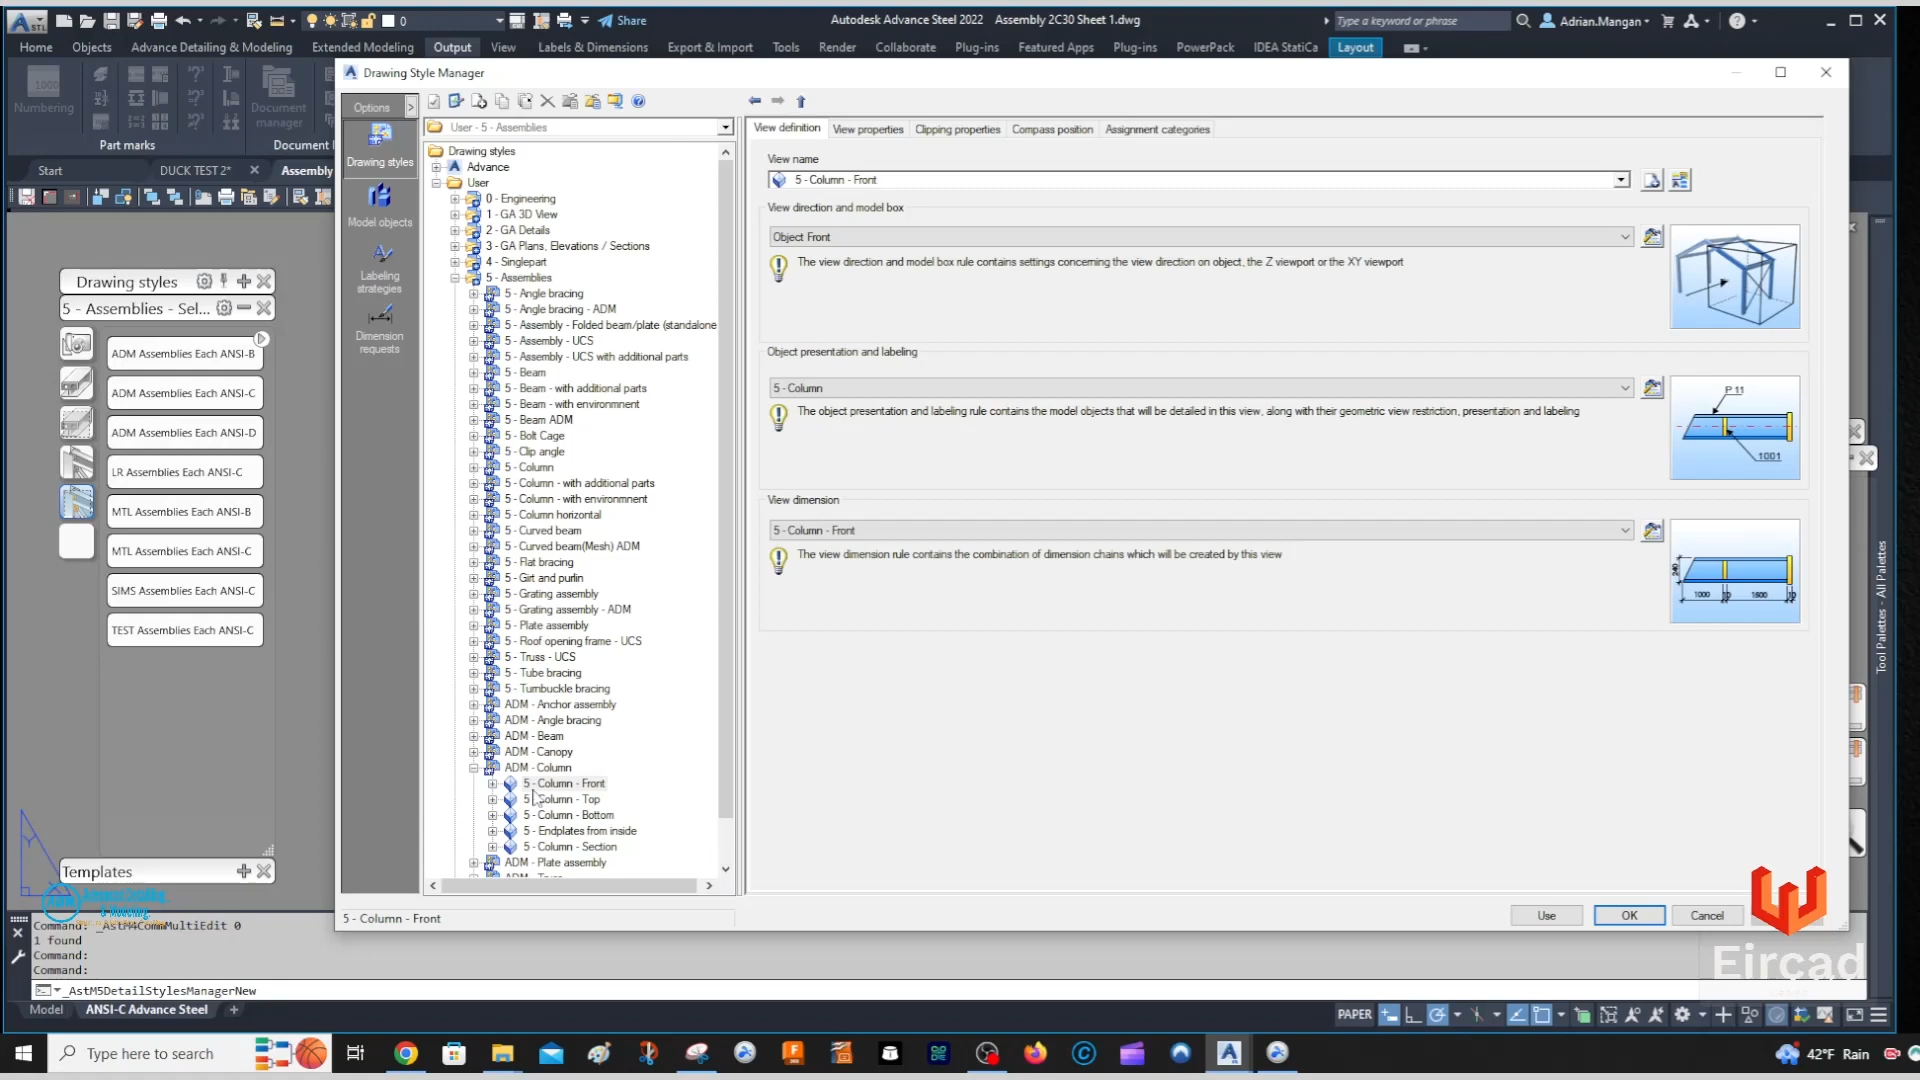 Share
0
Autodesk Advance Steel 2022 Assembly 2C30 Sheet 1.dwg
Type a keyword or phrase
Adrian.Mangan
Home
Objects
Advance Detailing & Modeling
Extended Modeling
Output
View
Labels & Dimensions
Export & Import
Tools
Render
Collaborate
Plug-ins
Featured Apps
Plug-ins
PowerPack
IDEA StatiCa
Layout
Numbering
Document
manager
Part marks
Document
Start
DUCK TEST 2*
Assembly
Drawing Style Manager
Options
Drawing styles
Model objects
Labeling
strategies
Dimension
requests
User - 5 - Assemblies
Drawing styles
Advance
User
0 - Engineering
1 - GA 3D View
2 - GA Details
3 - GA Plans, Elevations / Sections
4 - Singlepart
5 - Assemblies
5 - Angle bracing
5 - Angle bracing - ADM
5 - Assembly - Folded beam/plate (standalone
5 - Assembly - UCS
5 - Assembly - UCS with additional parts
5 - Beam
5 - Beam - with additional parts
5 - Beam - with environmnent
5 - Beam ADM
5 - Bolt Cage
5 - Clip angle
5 - Column
5 - Column - with additional parts
5 - Column - with environmnent
5 - Column horizontal
5 - Curved beam
5 - Curved beam(Mesh) ADM
5 - Flat bracing
5 - Girt and purlin
5 - Grating assembly
5 - Grating assembly - ADM
5 - Plate assembly
5 - Roof opening frame - UCS
5 - Truss - UCS
5 - Tube bracing
5 - Turnbuckle bracing
ADM - Anchor assembly
ADM - Angle bracing
ADM - Beam
ADM - Canopy
ADM - Column
5 - Column - Front
5 - Column - Top
5 - Column - Bottom
5 - Endplates from inside
5 - Column - Section
ADM - Plate assembly
5 - Column - Front
View definition
View properties
Clipping properties
Compass position
Assignment categories
View name
5 - Column - Front
View direction and model box
Object Front
The view direction and model box rule contains settings concerning the view direction on object, the Z viewport or the XY viewport
Object presentation and labeling
5 - Column
The object presentation and labeling rule contains the model objects that will be detailed in this view, along with their geometric view restriction, presentation and labeling
P 11
1001
View dimension
5 - Column - Front
The view dimension rule contains the combination of dimension chains which will be created by this view
240
1000
10
1600
10
Use
OK
Cancel
Drawing styles
5 - Assemblies - Sel...
ADM Assemblies Each ANSI-B
ADM Assemblies Each ANSI-C
ADM Assemblies Each ANSI-D
LR Assemblies Each ANSI-C
MTL Assemblies Each ANSI-B
MTL Assemblies Each ANSI-C
SIMS Assemblies Each ANSI-C
TEST Assemblies Each ANSI-C
Templates
Tool Palettes - All Palettes
Eircad
Command: _AstM4CommMultiEdit 0
1 found
Command:
Command:
_AstM5DetailStylesManagerNew
Model
ANSI-C Advance Steel
PAPER
Type here to search
42°F Rain